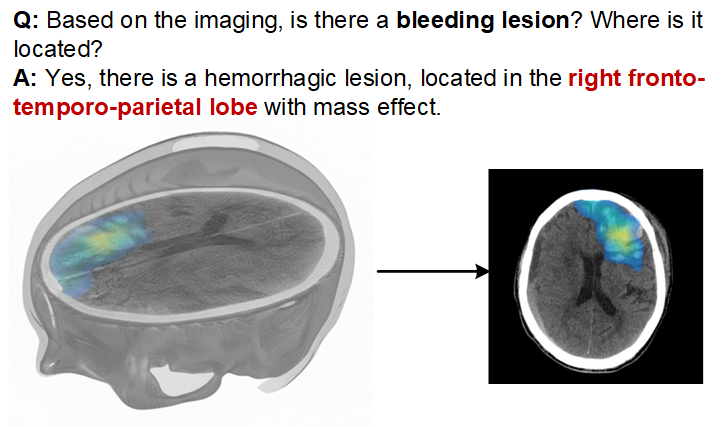 Q: Based on the imaging, is there a bleeding lesion? Where is it
located?
A: Yes, there is a hemorrhagic lesion, located in the right fronto-
temporo-parietal lobe with mass effect.